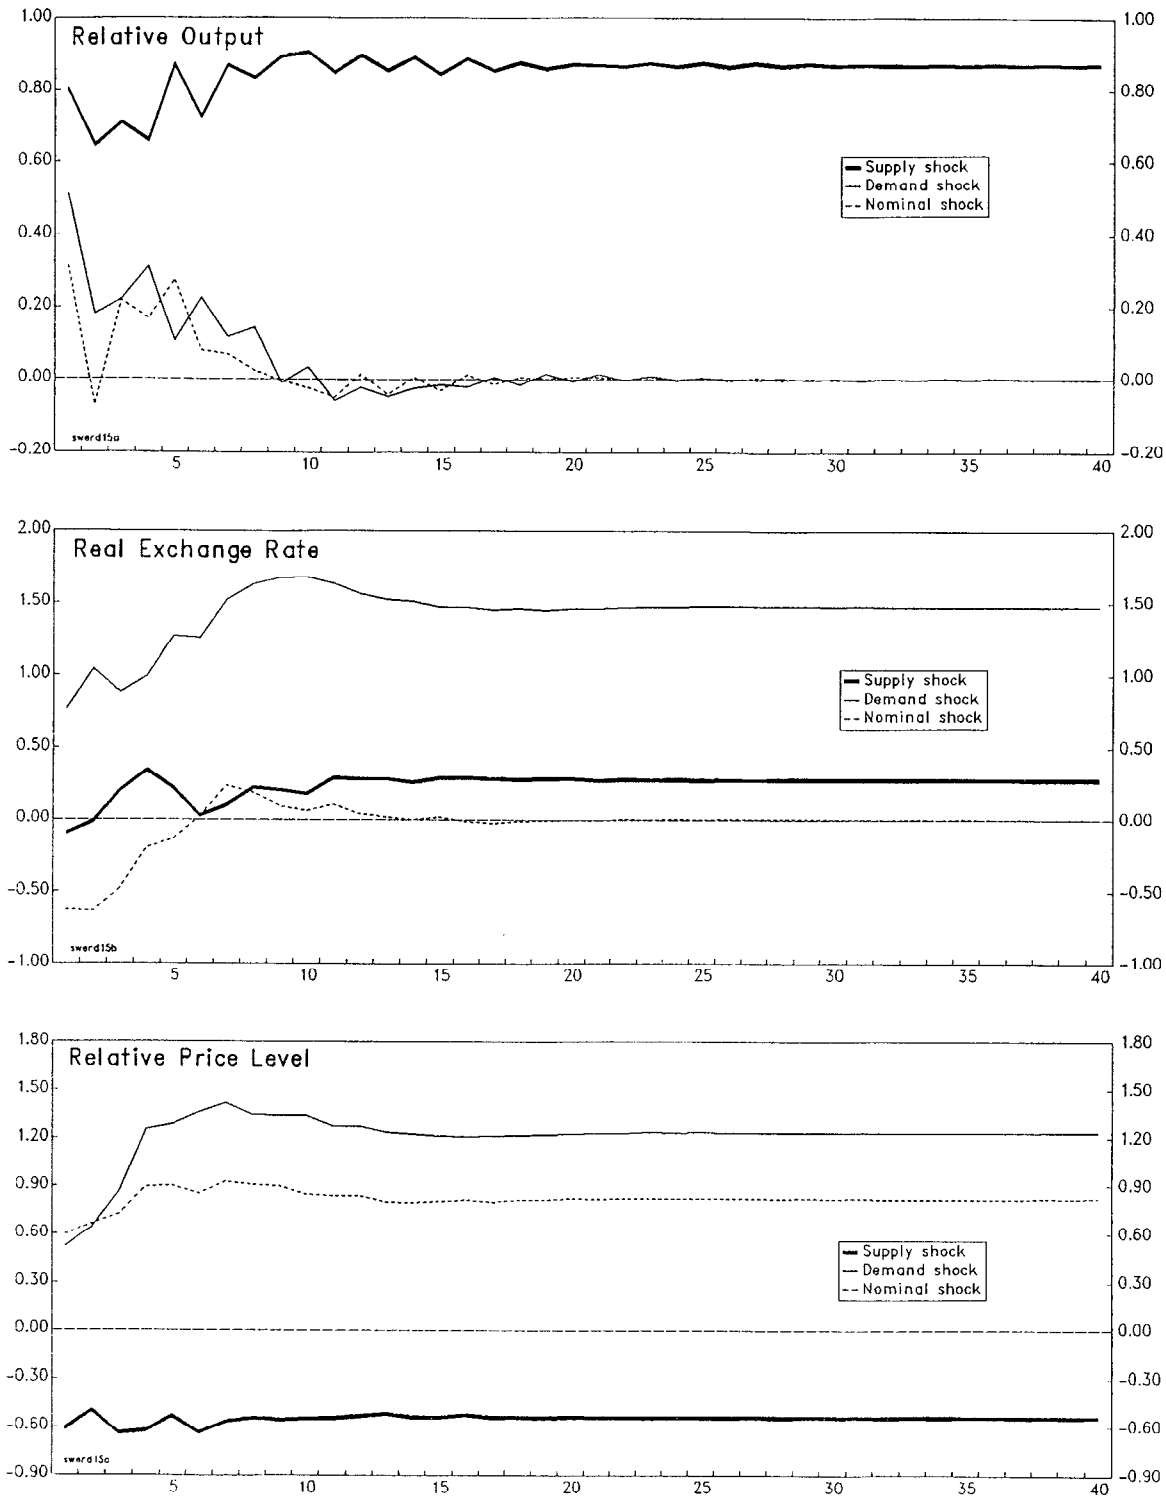 Relative Output
1.00 1.00
0.80 0.80
0.60 0.60
Supply shock
Demand shock
Nominal shock
0.40 0.40
0.20 0.20
0.00 0.00
swerd15a
-0.20 -0.20
5 10 15 20 25 30 35 40
Real Exchange Rate
2.00 2.00
1.50 1.50
1.00 1.00
Supply shock
Demand shock
Nominal shock
0.50 0.50
0.00 0.00
-0.50 -0.50
swerd15b
-1.00 -1.00
5 10 15 20 25 30 35 40
Relative Price Level
1.80 1.80
1.50 1.50
1.20 1.20
0.90 0.90
0.60 0.60
Supply shock
Demand shock
Nominal shock
0.30 0.30
0.00 0.00
-0.30 -0.30
-0.60 -0.60
swerd15c
-0.90 -0.90
5 10 15 20 25 30 35 40